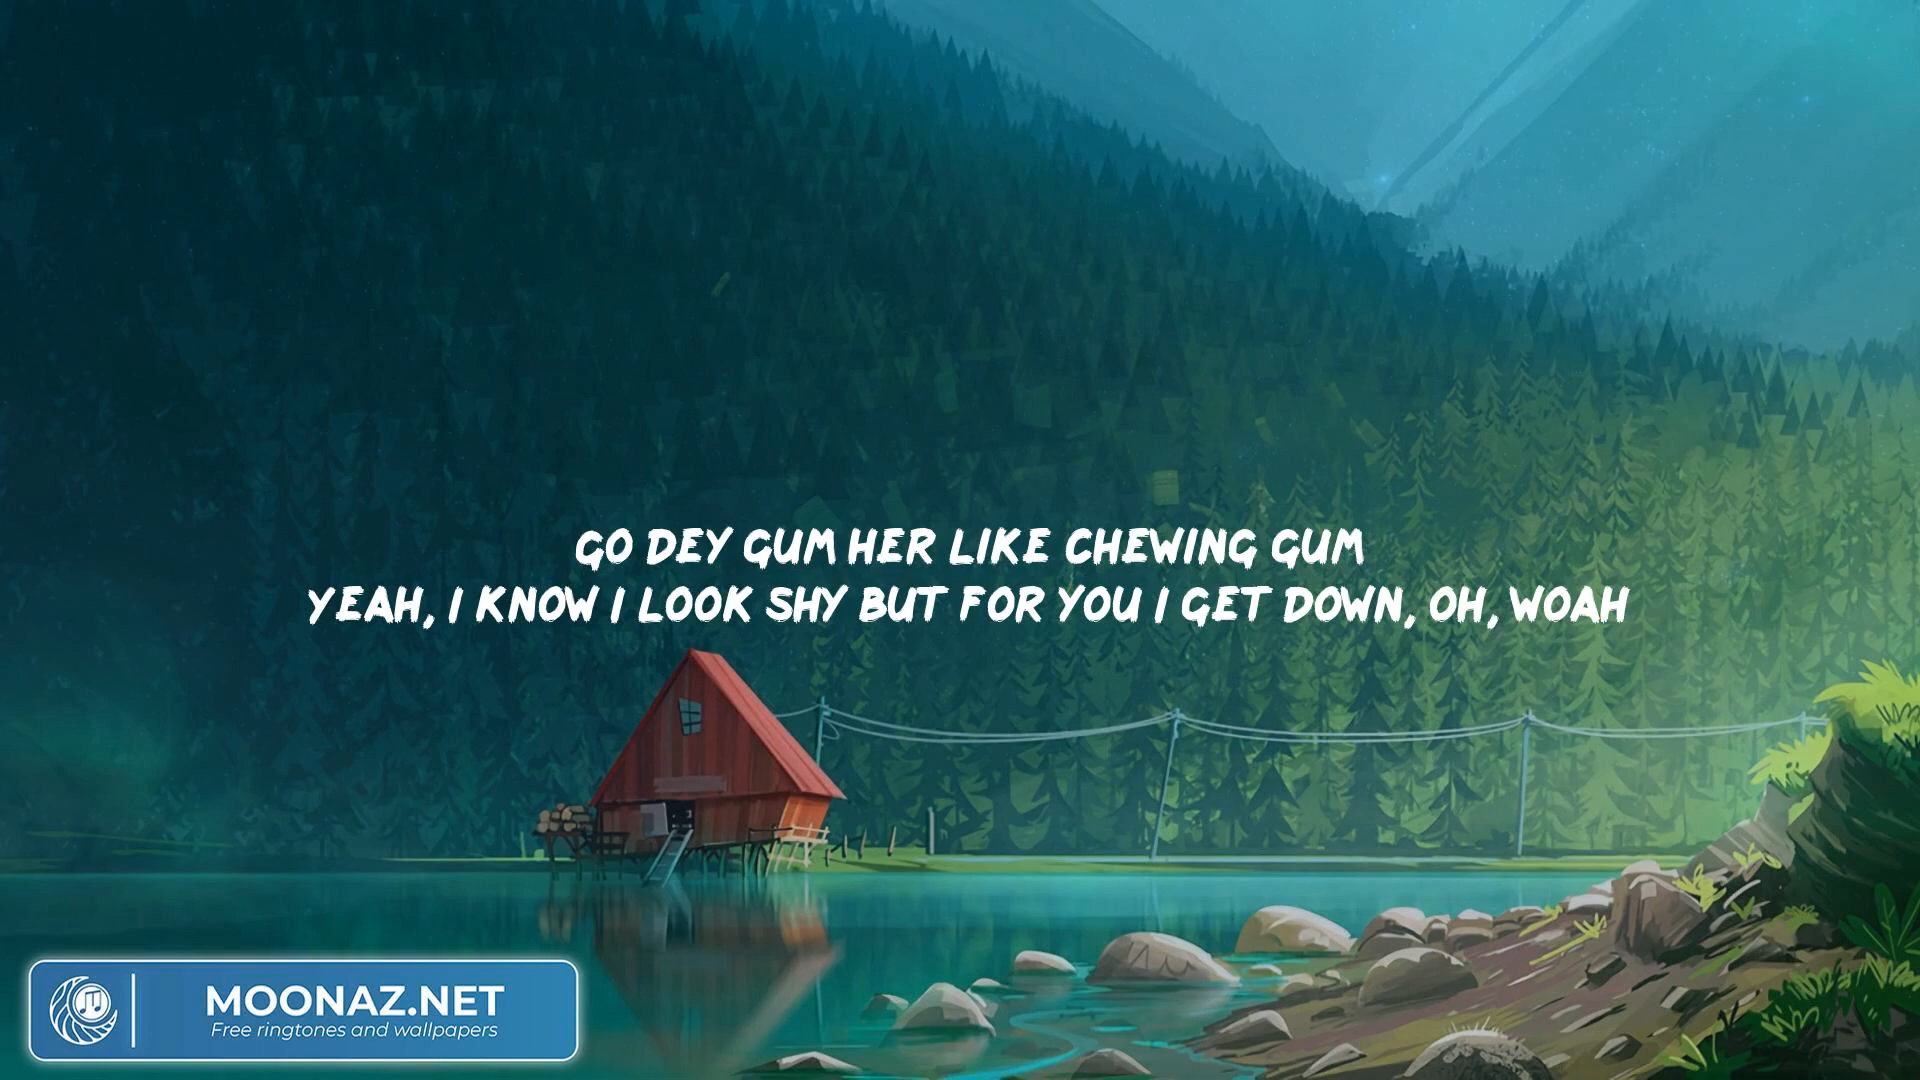 GO DEY GUM HER LIKE CHEWING GUM
YEAH, I KNOW I LOOK SHY BUT FOR YOU I GET DOWN, OH, WOAH
MOONAZ.NET
Free ringtones and wallpapers